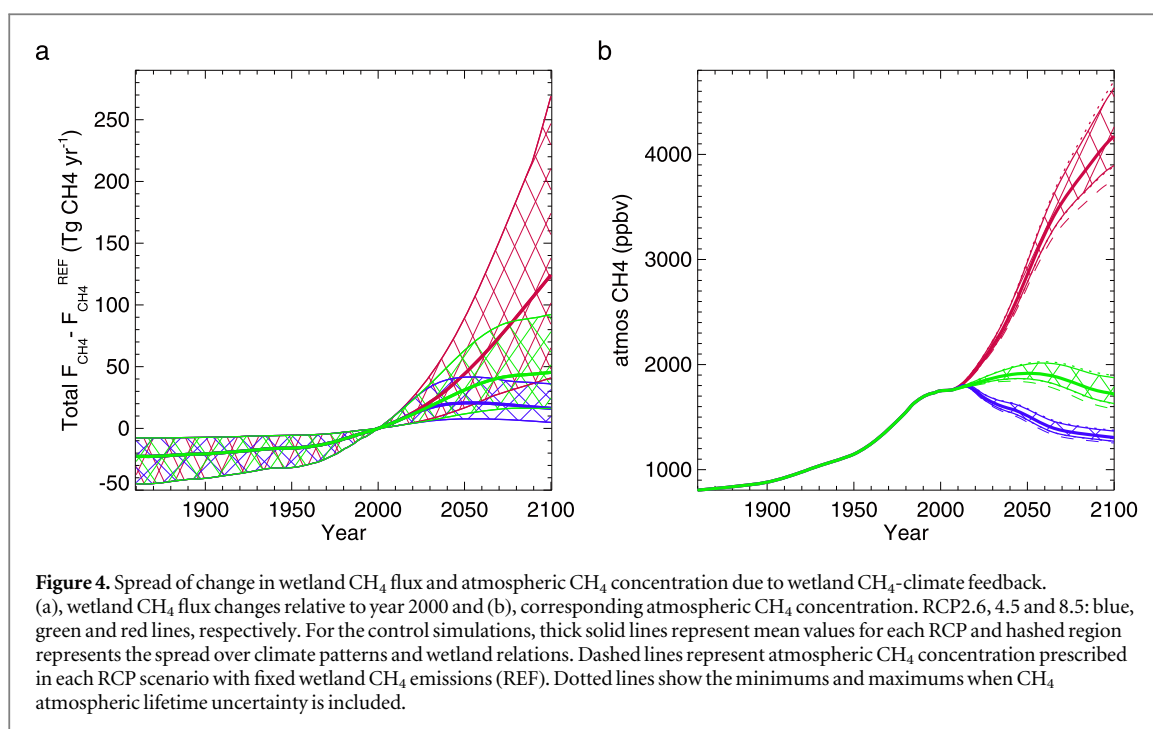 a
b
Total F_CH4 - F_CH4^REF (Tg CH4 yr⁻¹)
250
200
150
100
50
0
-50
1900
1950
2000
2050
2100
Year
atmos CH4 (ppbv)
4000
3000
2000
1000
1900
1950
2000
2050
2100
Year
Figure 4. Spread of change in wetland CH₄ flux and atmospheric CH₄ concentration due to wetland CH₄-climate feedback.
(a), wetland CH₄ flux changes relative to year 2000 and (b), corresponding atmospheric CH₄ concentration. RCP2.6, 4.5 and 8.5: blue,
green and red lines, respectively. For the control simulations, thick solid lines represent mean values for each RCP and hashed region
represents the spread over climate patterns and wetland relations. Dashed lines represent atmospheric CH₄ concentration prescribed
in each RCP scenario with fixed wetland CH₄ emissions (REF). Dotted lines show the minimums and maximums when CH₄
atmospheric lifetime uncertainty is included.